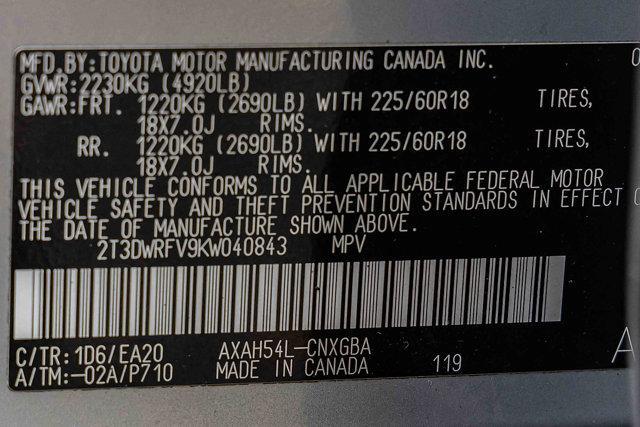 MFD. BY: TOYOTA MOTOR MANUFACTURING CANADA INC.
GVWR: 2230KG (4920LB)
GAWR: FRT. 1220KG (2690LB) WITH 225/60R18 TIRES,
18X7.0J RIMS.
RR. 1220KG (2690LB) WITH 225/60R18 TIRES,
18X7.0J RIMS.
THIS VEHICLE CONFORMS TO ALL APPLICABLE FEDERAL MOTOR
VEHICLE SAFETY AND THEFT PREVENTION STANDARDS IN EFFECT
THE DATE OF MANUFACTURE SHOWN ABOVE.
2T3DWRFV9KW040843 MPV
C/TR: 1D6/EA20 AXAH54L-CNXGBA
A/TM: -02A/P710 MADE IN CANADA 119
A